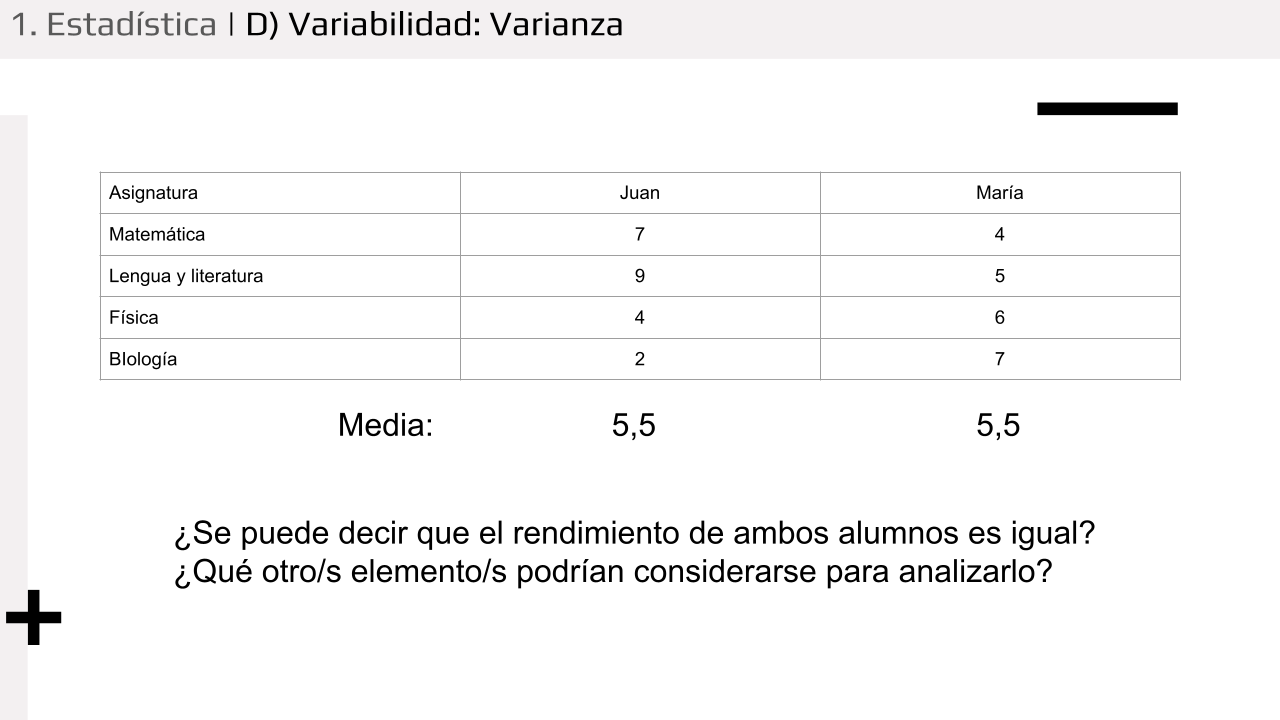 1. Estadística | D) Variabilidad: Varianza
Asignatura Juan María
Matemática 7 4
Lengua y literatura 9 5
Física 4 6
BIología 2 7
Media: 5,5 5,5
¿Se puede decir que el rendimiento de ambos alumnos es igual?
¿Qué otro/s elemento/s podrían considerarse para analizarlo?